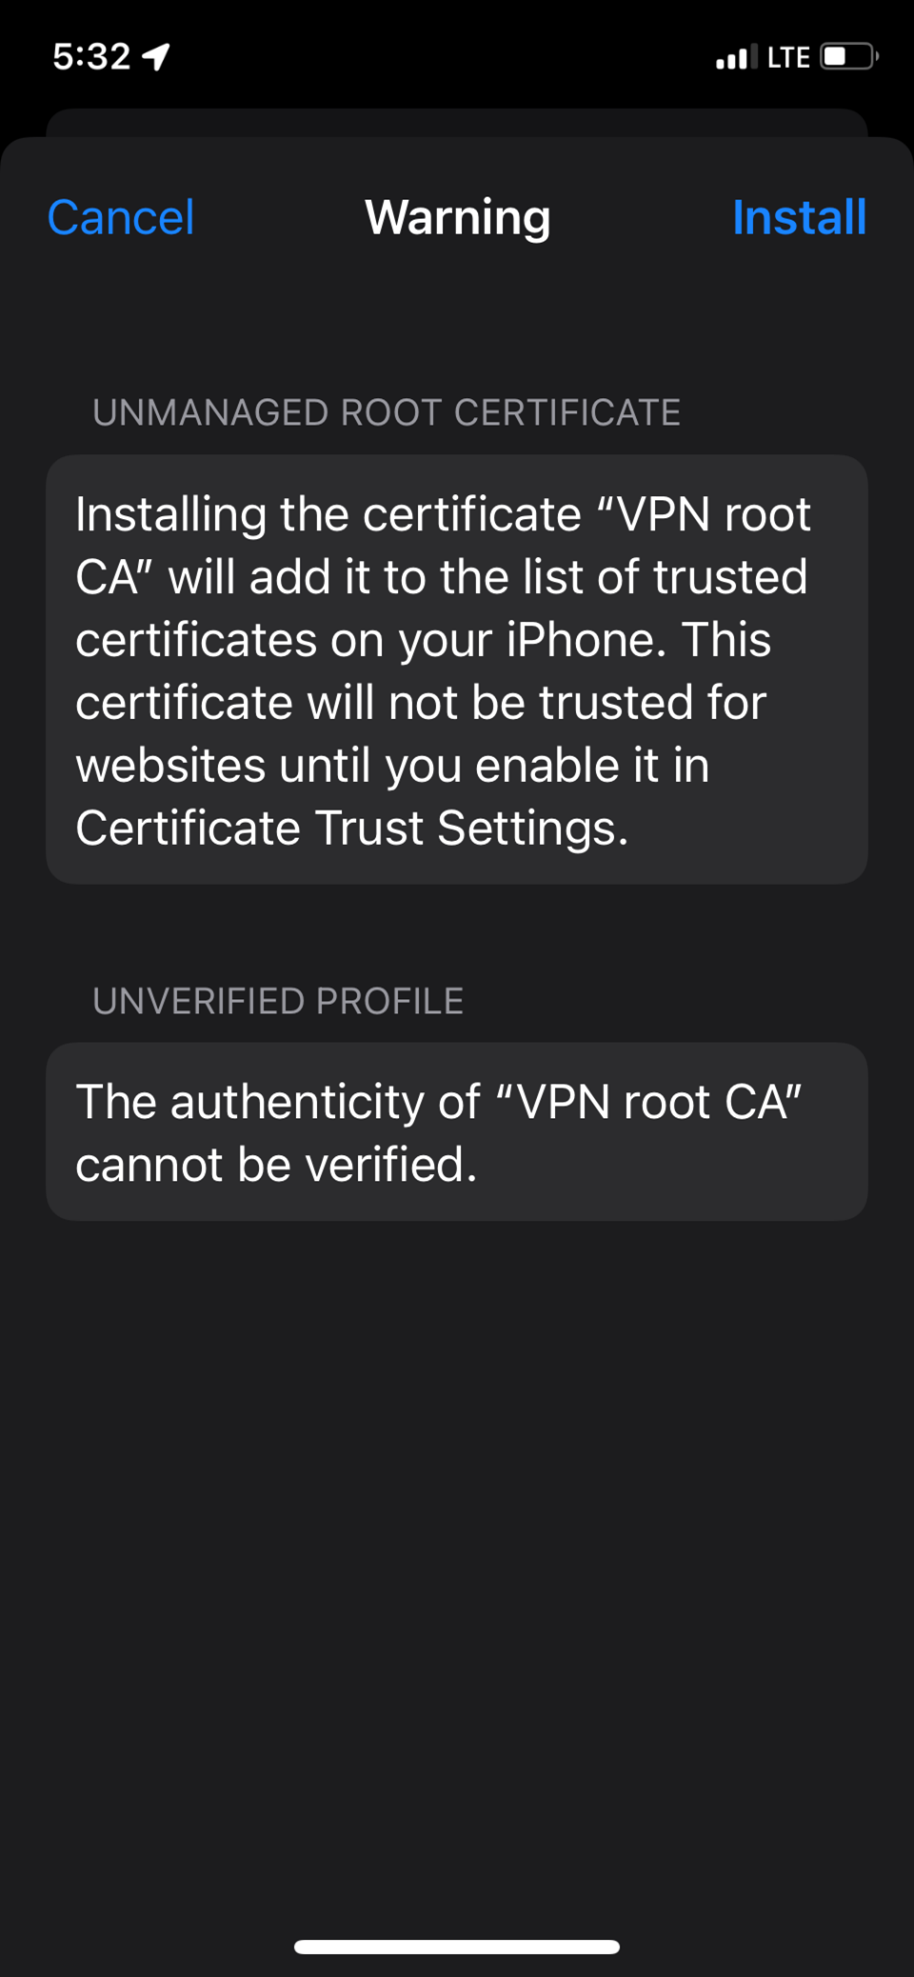 5:32 LTE
Cancel Warning Install
UNMANAGED ROOT CERTIFICATE
Installing the certificate “VPN root
CA” will add it to the list of trusted
certificates on your iPhone. This
certificate will not be trusted for
websites until you enable it in
Certificate Trust Settings.
UNVERIFIED PROFILE
The authenticity of “VPN root CA”
cannot be verified.